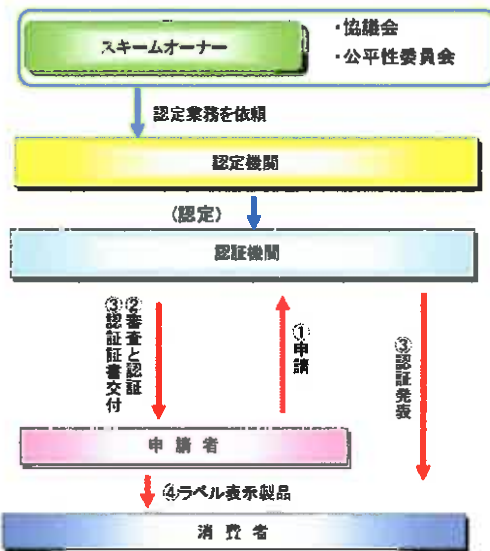 スキームオーナー
・協議会
・公平性委員会
認定業務を依頼
認定機関
（認定）
認証機関
②審査と認証
③認証証書交付
①申請
③認証発表
申請者
④ラベル表示製品
消費者